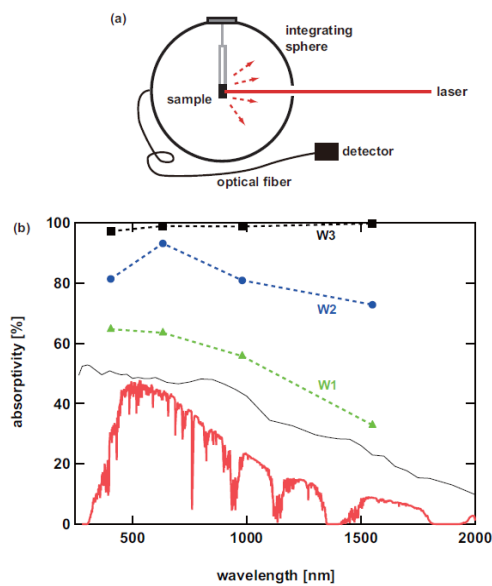 (a)
integrating
sphere
sample
laser
detector
optical fiber
(b)
100
80
60
40
20
0
absorptivity [%]
W3
W2
W1
500
1000
1500
2000
wavelength [nm]